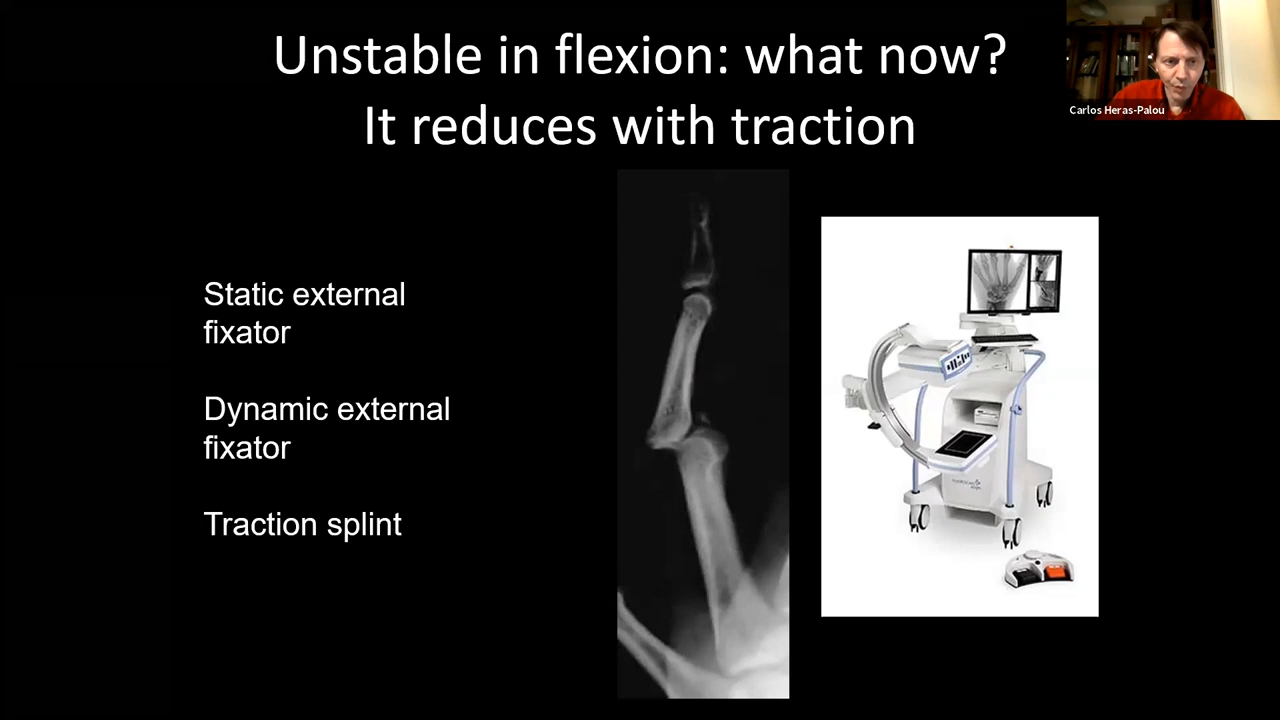 Unstable in flexion: what now?
It reduces with traction
Carlos Heras-Palou
Static external
fixator
Dynamic external
fixator
Traction splint